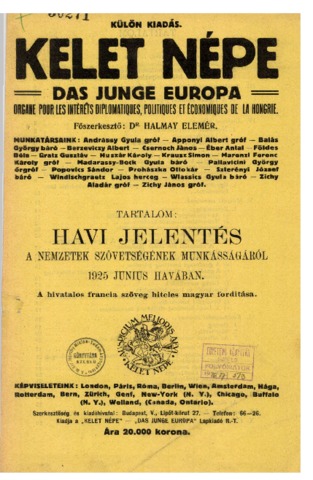 KÜLÖN KIADÁS.
KELET NÉPE
DAS JUNGE EUROPA
ORGANE POUR LES INTÉRÊTS DIPLOMATIQUES, POLITIQUES ET ÉCONOMIQUES DE LA HONGRIE.
Főszerkesztő: Dr HALMAY ELEMÉR.
MUNKATÁRSAINK: Andrássy Gyula gróf — Apponyi Albert gróf — Balás
György báró — Berzeviczy Albert — Csernoch János — Éber Antal — Földes
Béla — Gratz Gusztáv — Huszár Károly — Krausz Simon — Marenzi Ferenc
Károly gróf — Madarassy-Beck Gyula báró — Pallavicini György
őrgróf — Popovics Sándor — Prohászka Ottokár — Szterényi József
báró — Windischgraetz Lajos herceg — Wlassics Gyula báró — Zichy
Aladár gróf — Zichy János gróf.
TARTALOM:
HAVI JELENTÉS
A NEMZETEK SZÖVETSÉGÉNEK MUNKÁSSÁGÁRÓL
1925 JUNIUS HAVÁBAN.
A hivatalos francia szöveg hiteles magyar fordítása.
KELET NÉPE
KÉPVISELETEINK: London, Páris, Róma, Berlin, Wien, Amsterdam, Hága,
Rotterdam, Bern, Zürich, Genf, New-York (N. Y.), Chicago, Buffalo
(N. Y.), Welland, (Canada, Ontario).
Szerkesztőség és kiadóhivatal: Budapest, V., Lipót-körut 27. — Telefon: 66—26.
Kiadja a „KELET NÉPE" — „DAS JUNGE EUROPA" Lapkiadó R.-T.
Ára 20.000 korona.